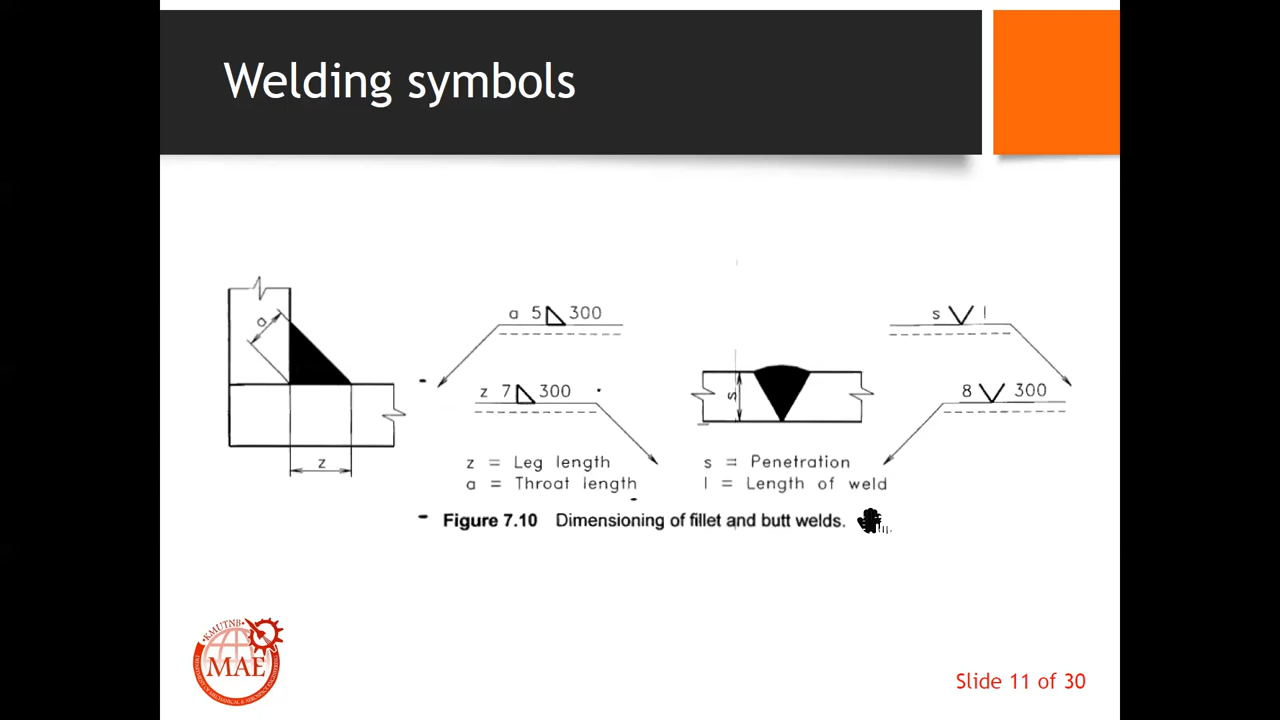 Welding symbols
a
z
a 5 300
z 7 300
z = Leg length
a = Throat length
s
s l
8 300
s = Penetration
l = Length of weld
Figure 7.10 Dimensioning of fillet and butt welds.
KMUTNB
MAE
Slide 11 of 30